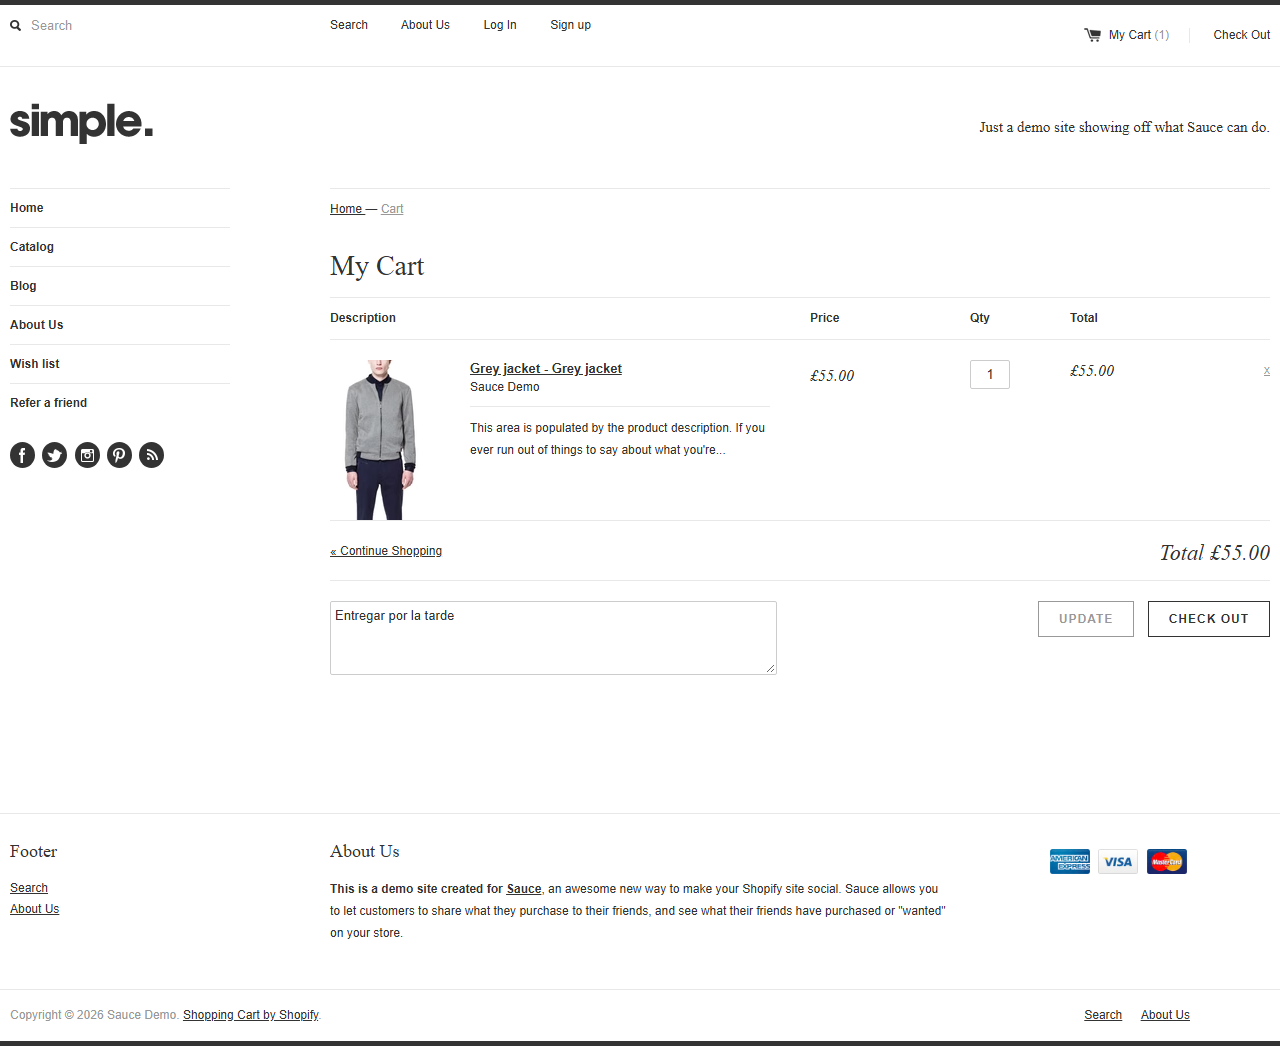 Search
Search About Us Log In Sign up
My Cart (1) Check Out
simple.
Just a demo site showing off what Sauce can do.
Home
Catalog
Blog
About Us
Wish list
Refer a friend
Home — Cart
My Cart
Description Price Qty Total
Grey jacket - Grey jacket
Sauce Demo
This area is populated by the product description. If you
ever run out of things to say about what you're...
£55.00 1 £55.00 x
« Continue Shopping Total £55.00
Entregar por la tarde
UPDATE CHECK OUT
Footer
Search
About Us
About Us
This is a demo site created for Sauce, an awesome new way to make your Shopify site social. Sauce allows you
to let customers to share what they purchase to their friends, and see what their friends have purchased or "wanted"
on your store.
AMERICAN EXPRESS VISA MasterCard
Copyright © 2026 Sauce Demo. Shopping Cart by Shopify.
Search About Us